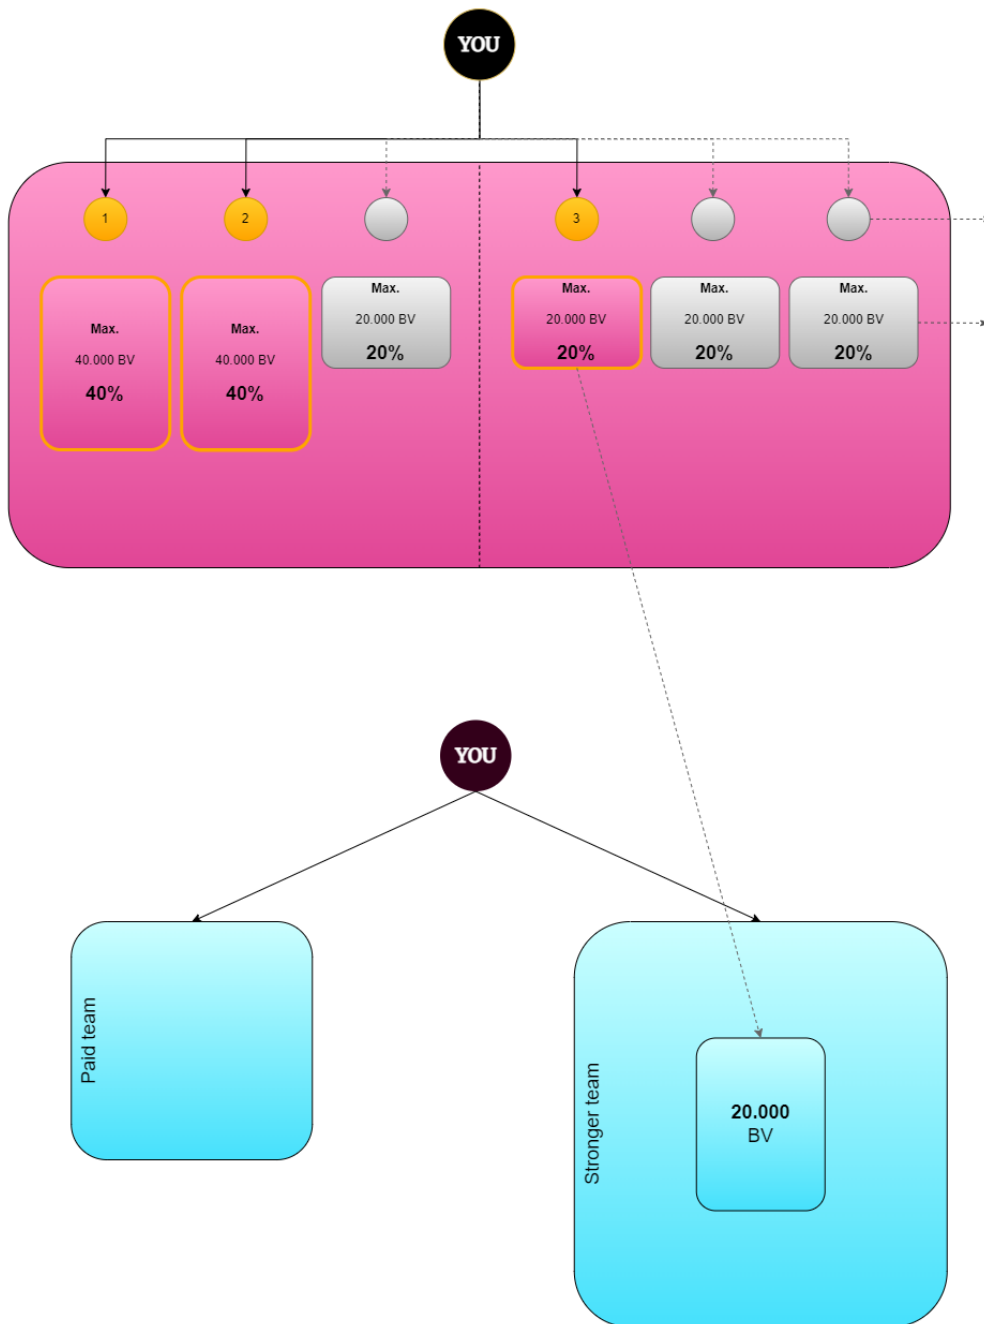 YOU
1
2
3
Max.
40.000 BV
40%
Max.
40.000 BV
40%
Max.
20.000 BV
20%
Max.
20.000 BV
20%
Max.
20.000 BV
20%
Max.
20.000 BV
20%
YOU
Paid team
Stronger team
20.000
BV